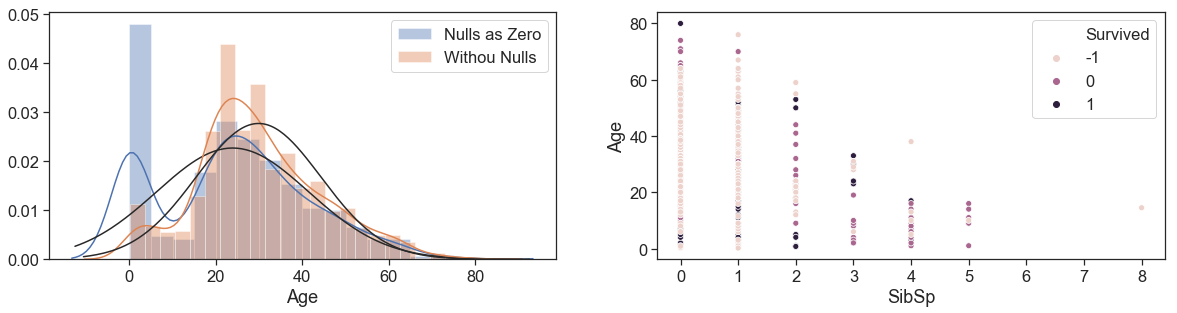 0.05
0.04
0.03
0.02
0.01
0.00
0 20 40 60 80
Age
Nulls as Zero
Withou Nulls
80
60
40
20
0
Age
0 1 2 3 4 5 6 7 8
SibSp
Survived
-1
0
1